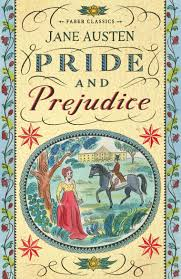 FABER CLASSICS
JANE AUSTEN
PRIDE
AND
Prejudice